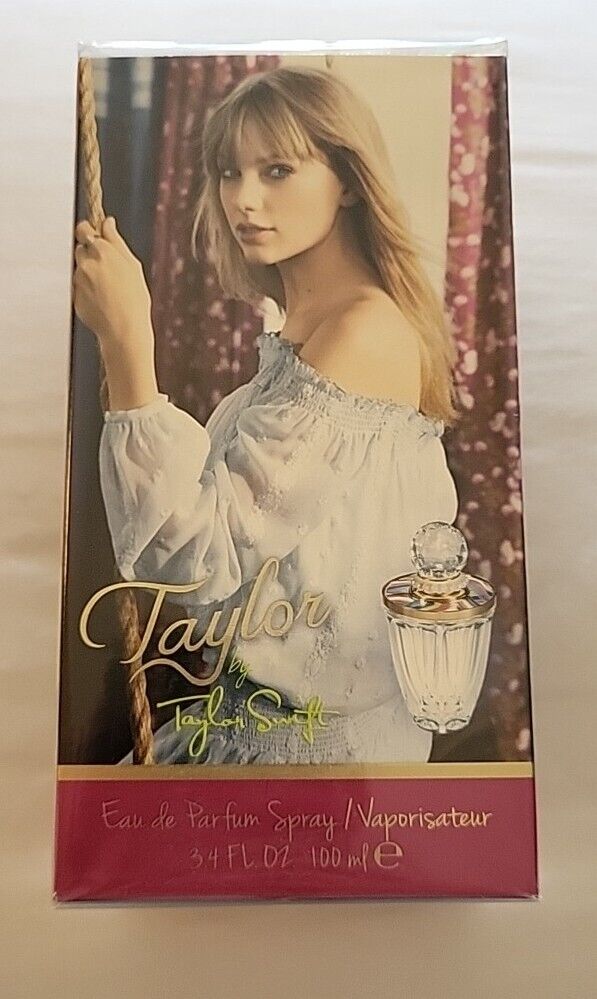 Taylor
by
Taylor Swift
Eau de Parfum Spray / Vaporisateur
3.4 FL. OZ 100 ml ℮